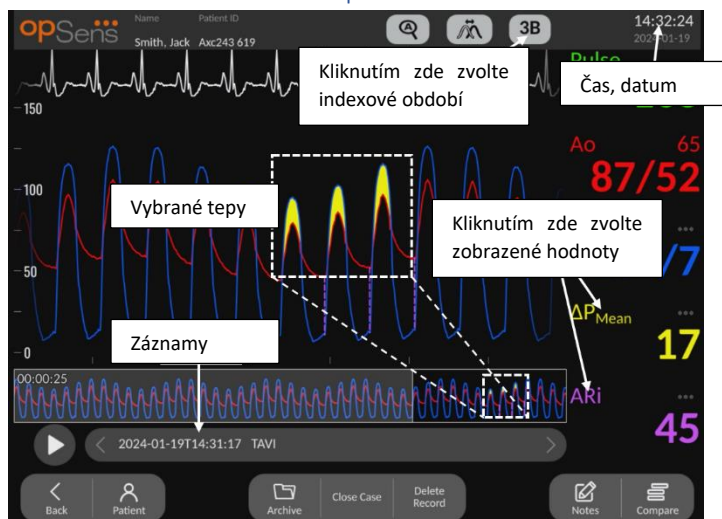 opSens
Name Patient ID
Smith, Jack Axc243 619
3B
14:32:24
2024-01-19
Kliknutím zde zvolte
indexové období
Čas, datum
Pulse
150
Ao 65
87/52
100
Vybrané tepy
Kliknutím zde zvolte
zobrazené hodnoty
/7
50
ΔPMean
17
Záznamy
0
00:00:25
ARi
45
2024-01-19T14:31:17 TAVI
Back
Patient
Archive
Close Case
Delete
Record
Notes
Compare